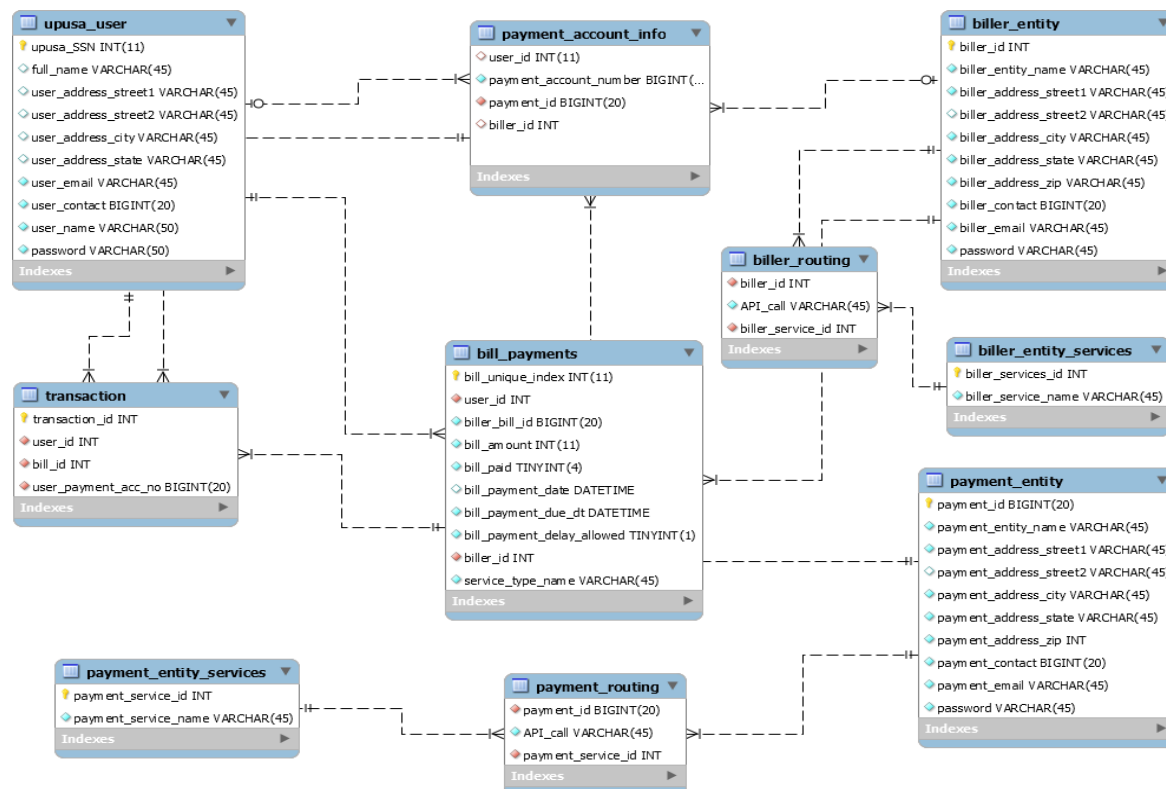 upusa_user
upusa_SSN INT(11)
full_name VARCHAR(45)
user_address_street1 VARCHAR(45)
user_address_street2 VARCHAR(45)
user_address_city VARCHAR(45)
user_address_state VARCHAR(45)
user_email VARCHAR(45)
user_contact BIGINT(20)
user_name VARCHAR(50)
password VARCHAR(50)
Indexes
payment_account_info
user_id INT(11)
payment_account_number BIGINT(...
payment_id BIGINT(20)
biller_id INT
Indexes
biller_entity
biller_id INT
biller_entity_name VARCHAR(45)
biller_address_street1 VARCHAR(45)
biller_address_street2 VARCHAR(45)
biller_address_city VARCHAR(45)
biller_address_state VARCHAR(45)
biller_address_zip VARCHAR(45)
biller_contact BIGINT(20)
biller_email VARCHAR(45)
password VARCHAR(45)
Indexes
biller_routing
biller_id INT
API_call VARCHAR(45)
biller_service_id INT
Indexes
biller_entity_services
biller_services_id INT
biller_service_name VARCHAR(45)
Indexes
transaction
transaction_id INT
user_id INT
bill_id INT
user_payment_acc_no BIGINT(20)
Indexes
bill_payments
bill_unique_index INT(11)
user_id INT
biller_bill_id BIGINT(20)
bill_amount INT(11)
bill_paid TINYINT(4)
bill_payment_date DATETIME
bill_payment_due_dt DATETIME
bill_payment_delay_allowed TINYINT(1)
biller_id INT
service_type_name VARCHAR(45)
Indexes
payment_entity
payment_id BIGINT(20)
payment_entity_name VARCHAR(45)
payment_address_street1 VARCHAR(45)
payment_address_street2 VARCHAR(45)
payment_address_city VARCHAR(45)
payment_address_state VARCHAR(45)
payment_address_zip INT
payment_contact BIGINT(20)
payment_email VARCHAR(45)
password VARCHAR(45)
Indexes
payment_entity_services
payment_service_id INT
payment_service_name VARCHAR(45)
Indexes
payment_routing
payment_id BIGINT(20)
API_call VARCHAR(45)
payment_service_id INT
Indexes